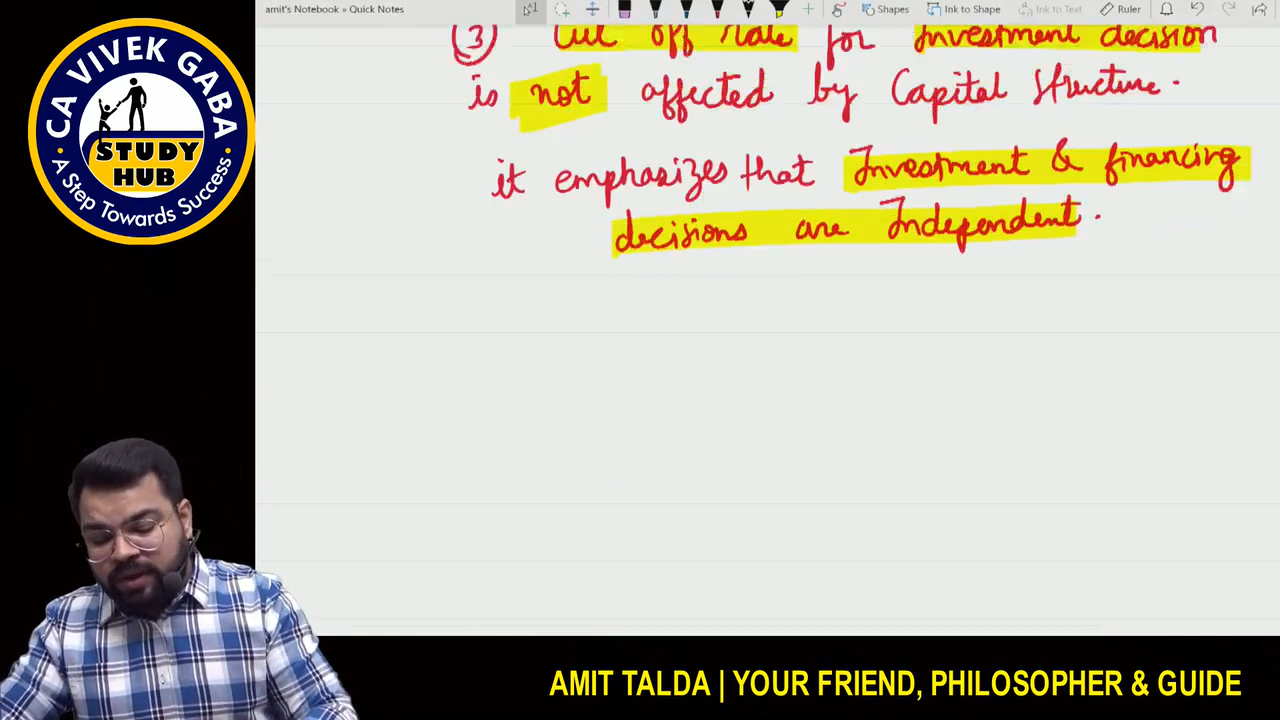 amit's Notebook » Quick Notes
Shapes
Ink to Shape
Ink to Text
Ruler
CA VIVEK GABA
STUDY
HUB
· A Step Towards Success ·
(3) Cut off rate for Investment decision
is not affected by Capital Structure.
it emphasizes that Investment & financing
decisions are Independent.
AMIT TALDA | YOUR FRIEND, PHILOSOPHER & GUIDE